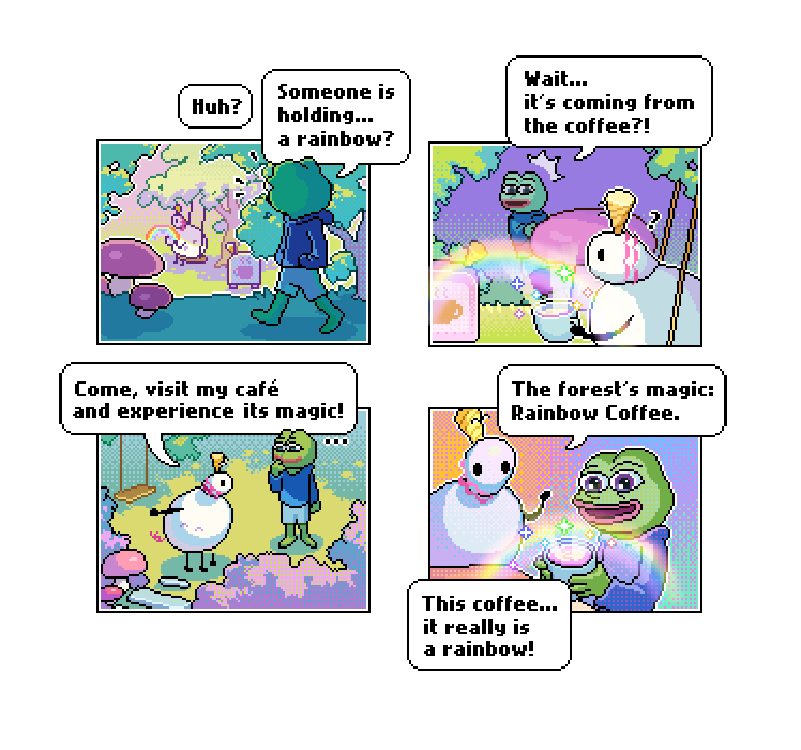 Huh?
Someone is
holding...
a rainbow?
Wait...
it's coming from
the coffee?!
?
Come, visit my café
and experience its magic!
...
The forest's magic:
Rainbow Coffee.
This coffee...
it really is
a rainbow!